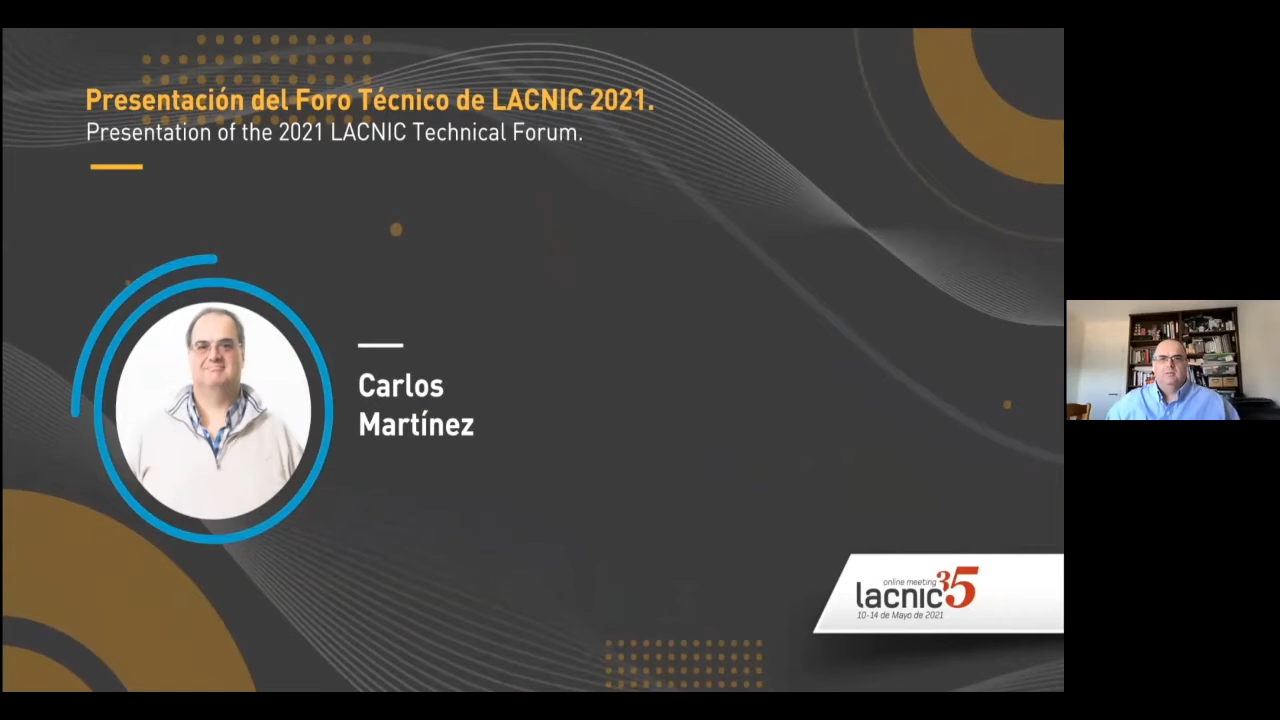 Presentación del Foro Técnico de LACNIC 2021.
Presentation of the 2021 LACNIC Technical Forum.
Carlos
Martínez
online meeting
lacnic35
10-14 de Mayo de 2021